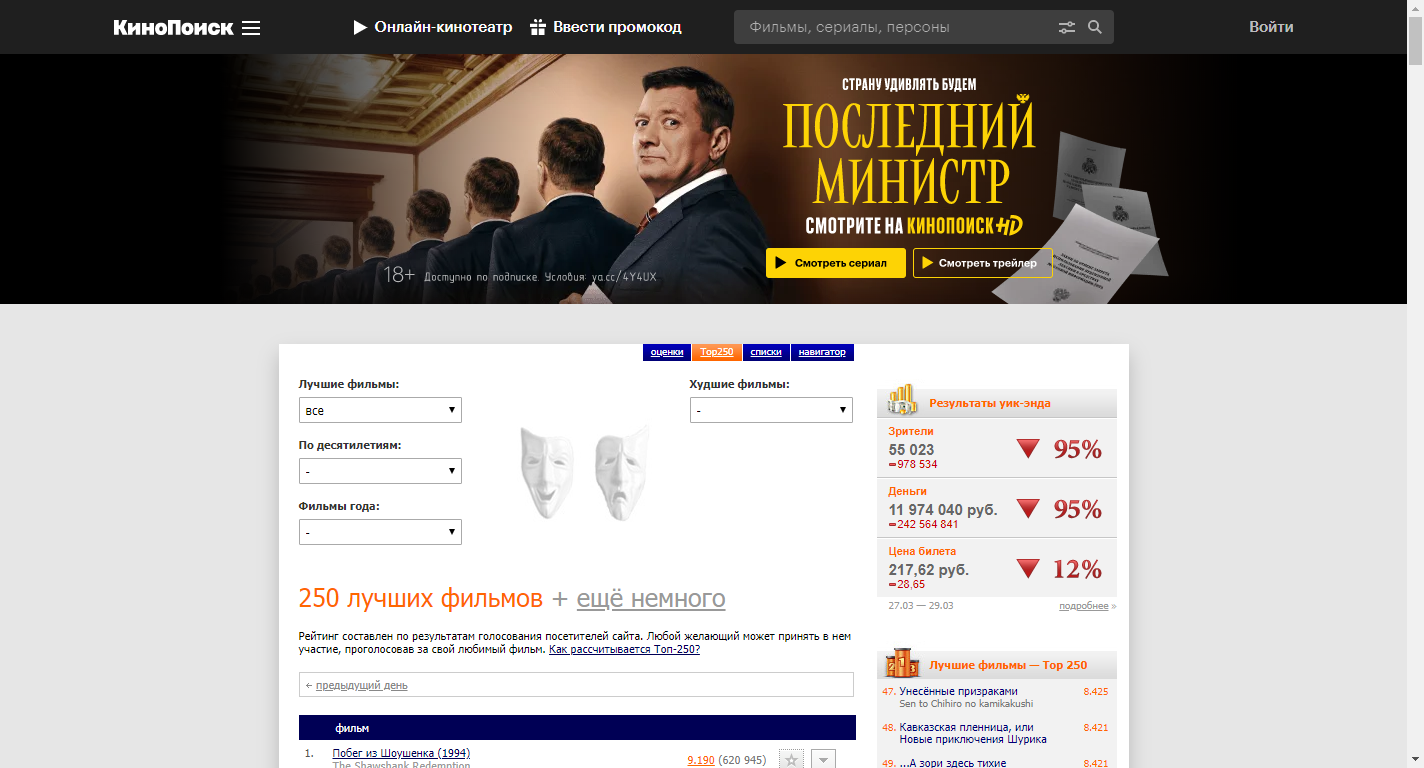 КиноПоиск
Онлайн-кинотеатр
Ввести промокод
Фильмы, сериалы, персоны
Войти
СТРАНУ УДИВЛЯТЬ БУДЕМ
ПОСЛЕДНИЙ
МИНИСТР
СМОТРИТЕ НА КИНОПОИСК HD
Смотреть сериал
Смотреть трейлер
18+ Доступно по подписке. Условия: ya.cc/4Y4UX
оценки
Top250
списки
навигатор
Лучшие фильмы:
все
По десятилетиям:
-
Фильмы года:
-
Худшие фильмы:
-
250 лучших фильмов + ещё немного
Рейтинг составлен по результатам голосования посетителей сайта. Любой желающий может принять в нем
участие, проголосовав за свой любимый фильм. Как рассчитывается Топ-250?
← предыдущий день
фильм
1. Побег из Шоушенка (1994)
The Shawshank Redemption
9.190 (620 945)
Результаты уик-энда
Зрители
55 023
978 534
95%
Деньги
11 974 040 руб.
242 564 841
95%
Цена билета
217,62 руб.
28,65
12%
27.03 — 29.03
подробнее »
Лучшие фильмы — Top 250
47. Унесённые призраками 8.425
Sen to Chihiro no kamikakushi
48. Кавказская пленница, или 8.421
Новые приключения Шурика
49. ...А зори здесь тихие 8.421